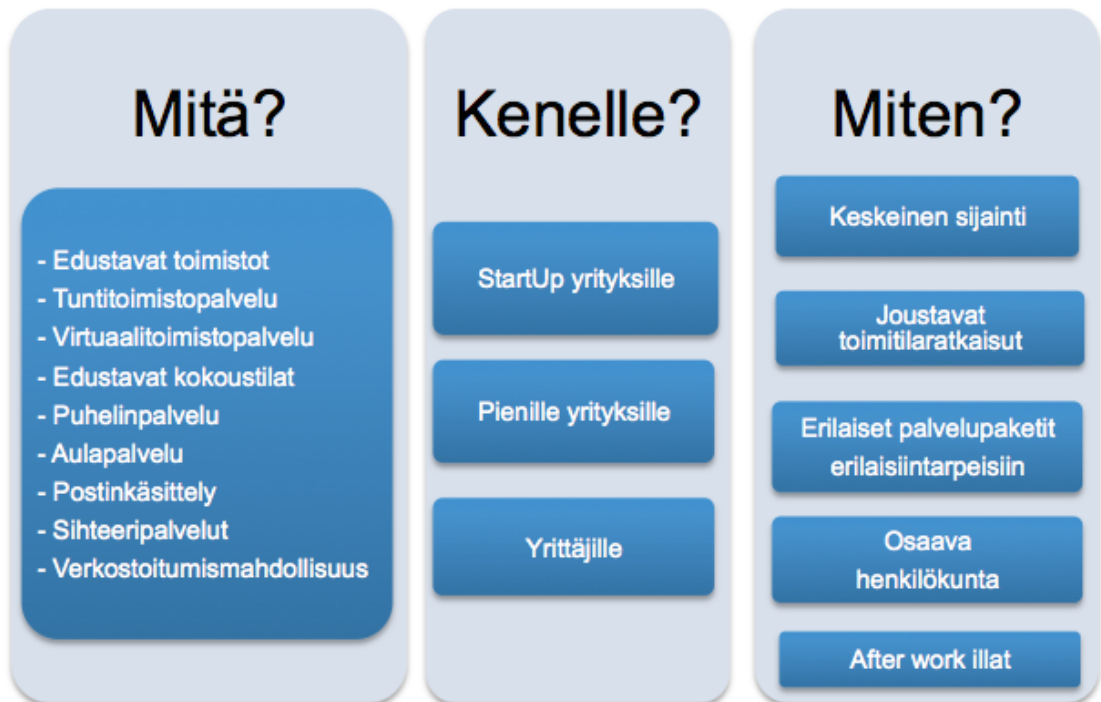 Mitä?
- Edustavat toimistot
- Tuntitoimistopalvelu
- Virtuaalitoimistopalvelu
- Edustavat kokoustilat
- Puhelinpalvelu
- Aulapalvelu
- Postinkäsittely
- Sihteeripalvelut
- Verkostoitumismahdollisuus
Kenelle?
StartUp yrityksille
Pienille yrityksille
Yrittäjille
Miten?
Keskeinen sijainti
Joustavat
toimitilaratkaisut
Erilaiset palvelupaketit
erilaisiintarpeisiin
Osaava
henkilökunta
After work illat